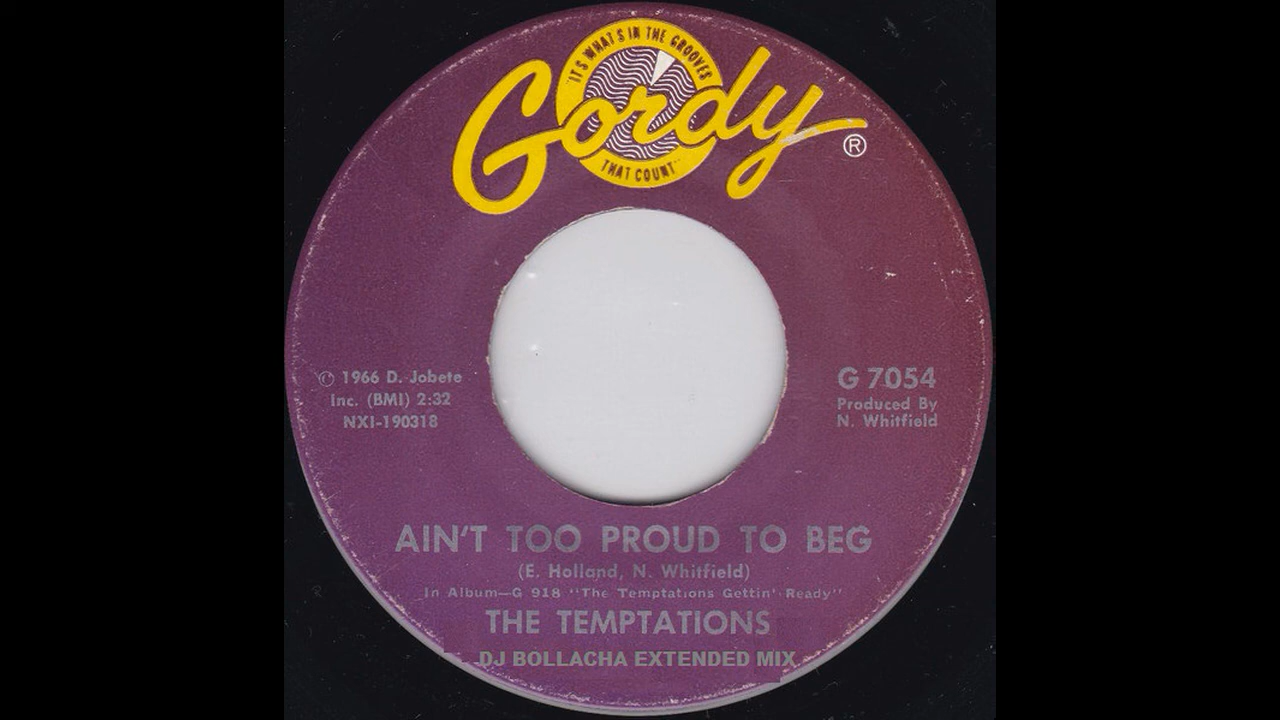 "IT'S WHAT'S IN THE GROOVES
Gordy
THAT COUNT"
®
© 1966 D. Jobete
Inc. (BMI) 2:32
NXI-190318
G 7054
Produced By
N. Whitfield
AIN'T TOO PROUD TO BEG
(E. Holland, N. Whitfield)
In Album—G 918 "The Temptations Gettin' Ready"
THE TEMPTATIONS
DJ BOLLACHA EXTENDED MIX